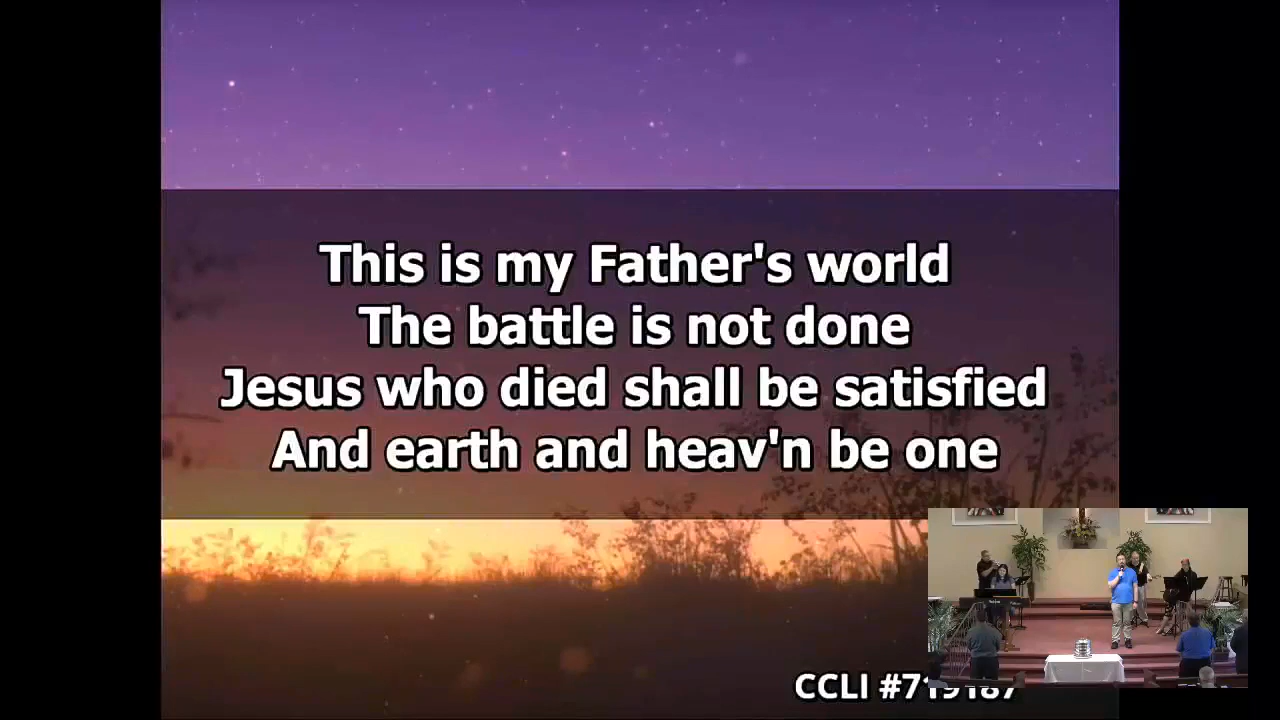 This is my Father's world
The battle is not done
Jesus who died shall be satisfied
And earth and heav'n be one
CCLI #719187